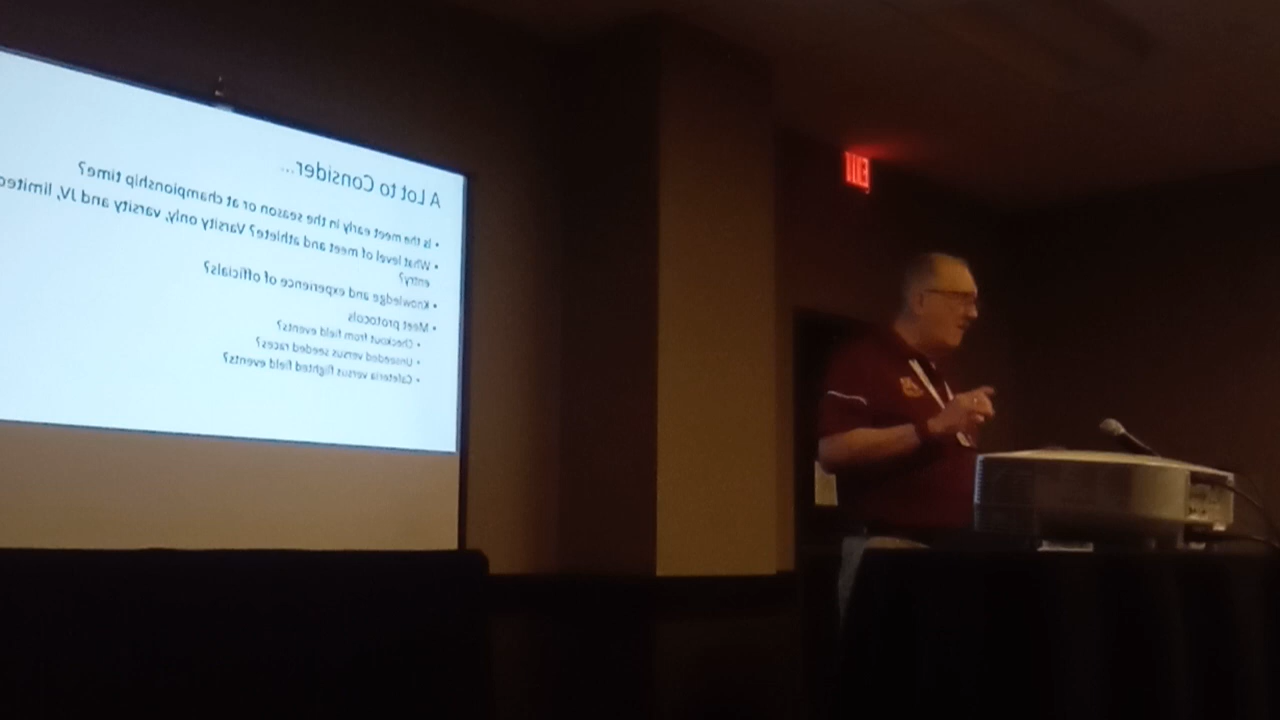 A Lot to Consider...
• Is the meet early in the season or at championship time?
• What level of meet and athlete? Varsity only, varsity and JV, limited
entry?
• Knowledge and experience of officials?
• Meet protocols
• Checkout from field events?
• Unseeded versus seeded races?
• Cafeteria versus flighted field events?
EXIT